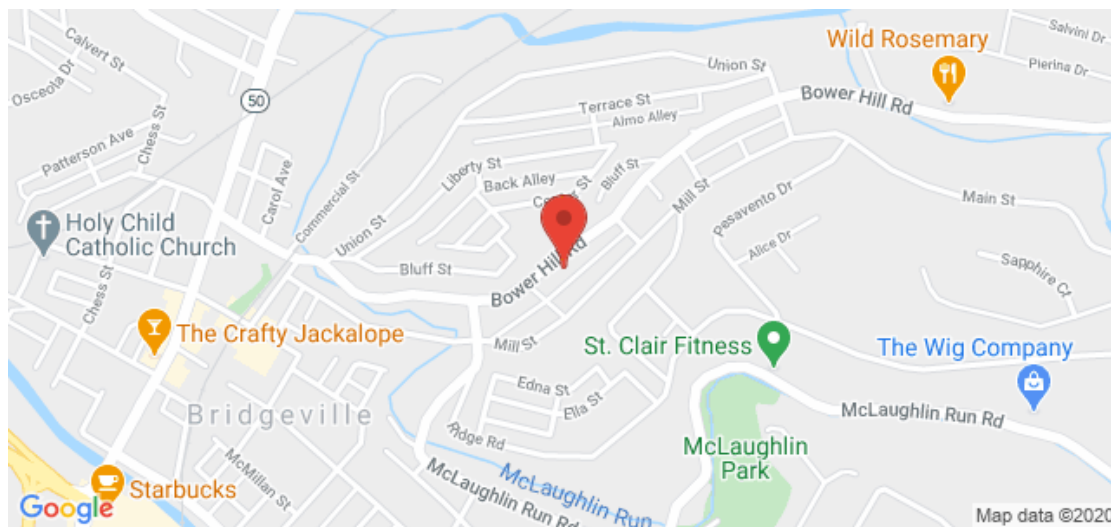 Salvini Dr
Calvert St
Wild Rosemary
Osceola Dr
Union St
Pierina Dr
50
Bower Hill Rd
Terrace St
Chess St
Almo Alley
Patterson Ave
Liberty St
Bluff St
Carol Ave
Commercial St
Back Alley
Mill St
Pesavento Dr
Main St
Holy Child
Catholic Church
Union St
Alice Dr
Bluff St
Bower Hill Rd
Sapphire Ct
Chess St
The Crafty Jackalope
Mill St
St. Clair Fitness
The Wig Company
Edna St
Ella St
Bridgeville
McLaughlin Run Rd
Ridge Rd
McLaughlin
Park
McMillan St
McLaughlin Run
McLaughlin Run Rd
Starbucks
Google
Map data ©2020